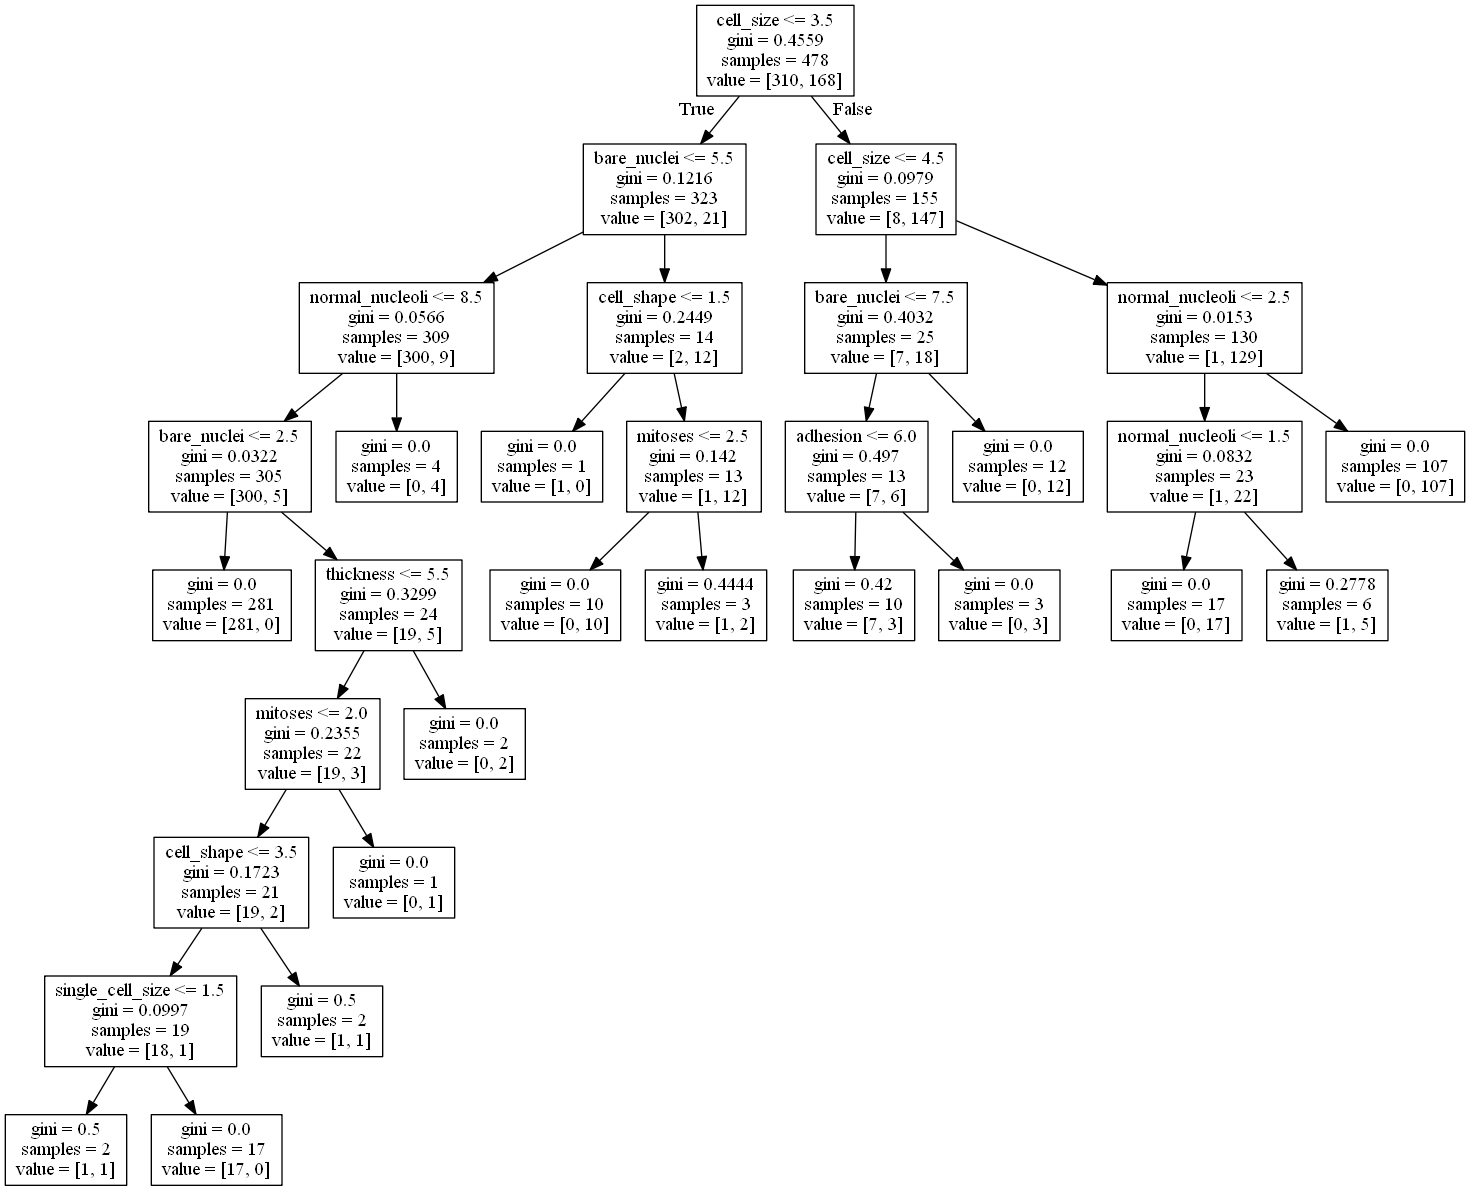 cell_size <= 3.5
gini = 0.4559
samples = 478
value = [310, 168]
True
False
bare_nuclei <= 5.5
gini = 0.1216
samples = 323
value = [302, 21]
cell_size <= 4.5
gini = 0.0979
samples = 155
value = [8, 147]
normal_nucleoli <= 8.5
gini = 0.0566
samples = 309
value = [300, 9]
cell_shape <= 1.5
gini = 0.2449
samples = 14
value = [2, 12]
bare_nuclei <= 7.5
gini = 0.4032
samples = 25
value = [7, 18]
normal_nucleoli <= 2.5
gini = 0.0153
samples = 130
value = [1, 129]
bare_nuclei <= 2.5
gini = 0.0322
samples = 305
value = [300, 5]
gini = 0.0
samples = 4
value = [0, 4]
gini = 0.0
samples = 1
value = [1, 0]
mitoses <= 2.5
gini = 0.142
samples = 13
value = [1, 12]
adhesion <= 6.0
gini = 0.497
samples = 13
value = [7, 6]
gini = 0.0
samples = 12
value = [0, 12]
normal_nucleoli <= 1.5
gini = 0.0832
samples = 23
value = [1, 22]
gini = 0.0
samples = 107
value = [0, 107]
gini = 0.0
samples = 281
value = [281, 0]
thickness <= 5.5
gini = 0.3299
samples = 24
value = [19, 5]
gini = 0.0
samples = 10
value = [0, 10]
gini = 0.4444
samples = 3
value = [1, 2]
gini = 0.42
samples = 10
value = [7, 3]
gini = 0.0
samples = 3
value = [0, 3]
gini = 0.0
samples = 17
value = [0, 17]
gini = 0.2778
samples = 6
value = [1, 5]
mitoses <= 2.0
gini = 0.2355
samples = 22
value = [19, 3]
gini = 0.0
samples = 2
value = [0, 2]
cell_shape <= 3.5
gini = 0.1723
samples = 21
value = [19, 2]
gini = 0.0
samples = 1
value = [0, 1]
single_cell_size <= 1.5
gini = 0.0997
samples = 19
value = [18, 1]
gini = 0.5
samples = 2
value = [1, 1]
gini = 0.5
samples = 2
value = [1, 1]
gini = 0.0
samples = 17
value = [17, 0]